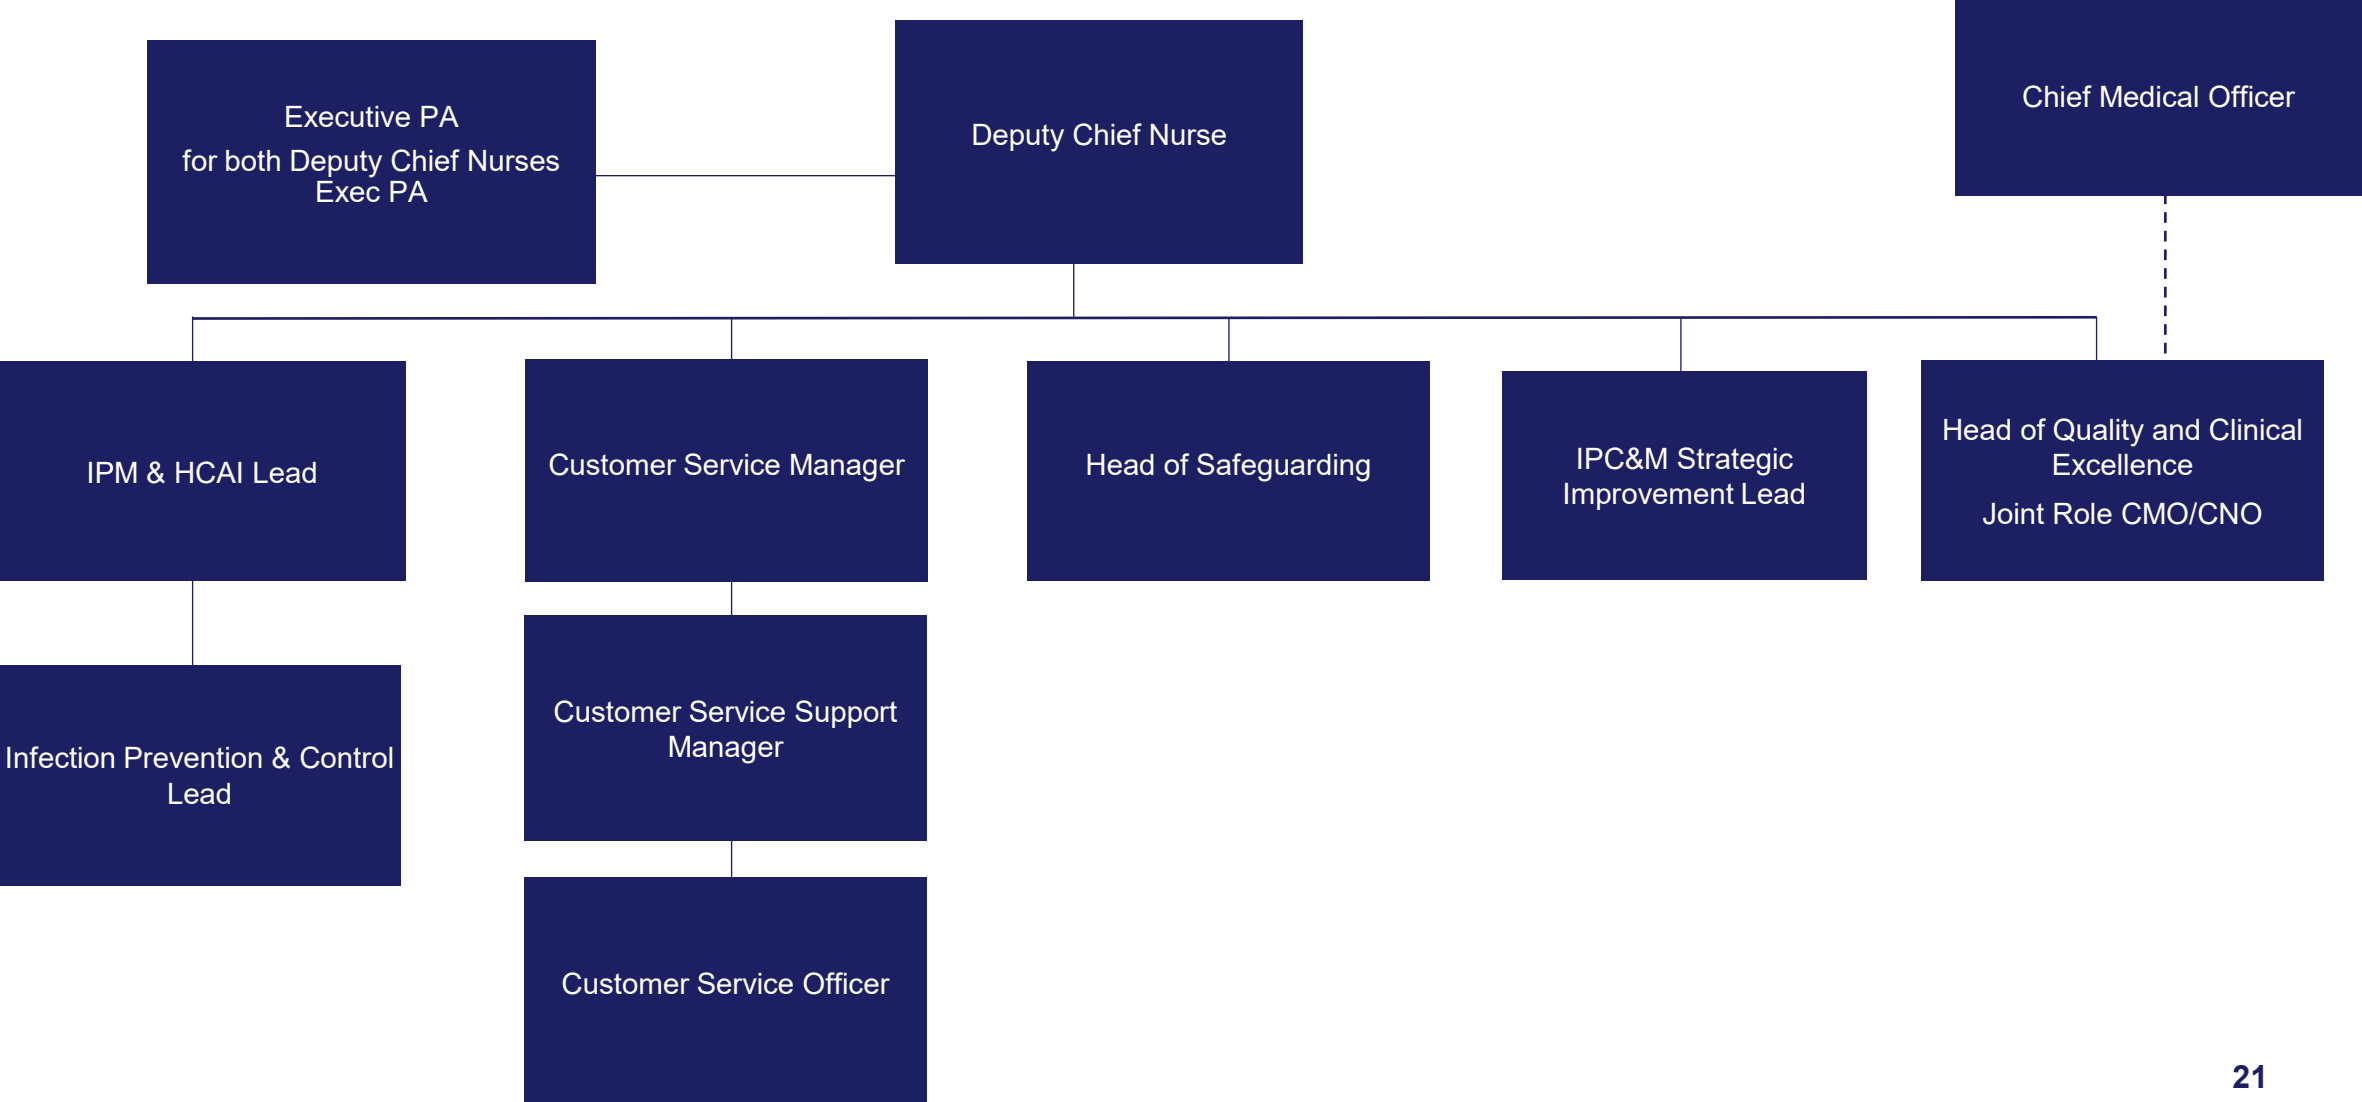 Executive PA
for both Deputy Chief Nurses
Exec PA
Deputy Chief Nurse
Chief Medical Officer
IPM & HCAI Lead
Customer Service Manager
Head of Safeguarding
IPC&M Strategic
Improvement Lead
Head of Quality and Clinical
Excellence
Joint Role CMO/CNO
Infection Prevention & Control
Lead
Customer Service Support
Manager
Customer Service Officer
21